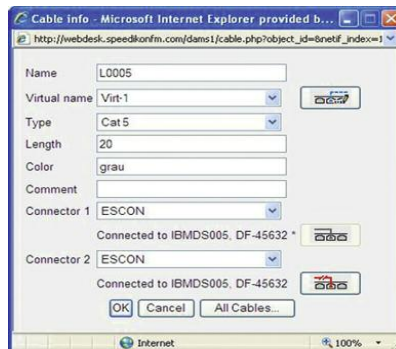 Cable info - Microsoft Internet Explorer provided b...
http://webdesk.speedikonfm.com/dams1/cable.php?object_id=&netif_index=1
Name L0005
Virtual name Virt-1
Type Cat 5
Length 20
Color grau
Comment
Connector 1 ESCON
Connected to IBMDS005, DF-45632 *
Connector 2 ESCON
Connected to IBMDS005, DF-45632
OK Cancel All Cables...
Internet 100%